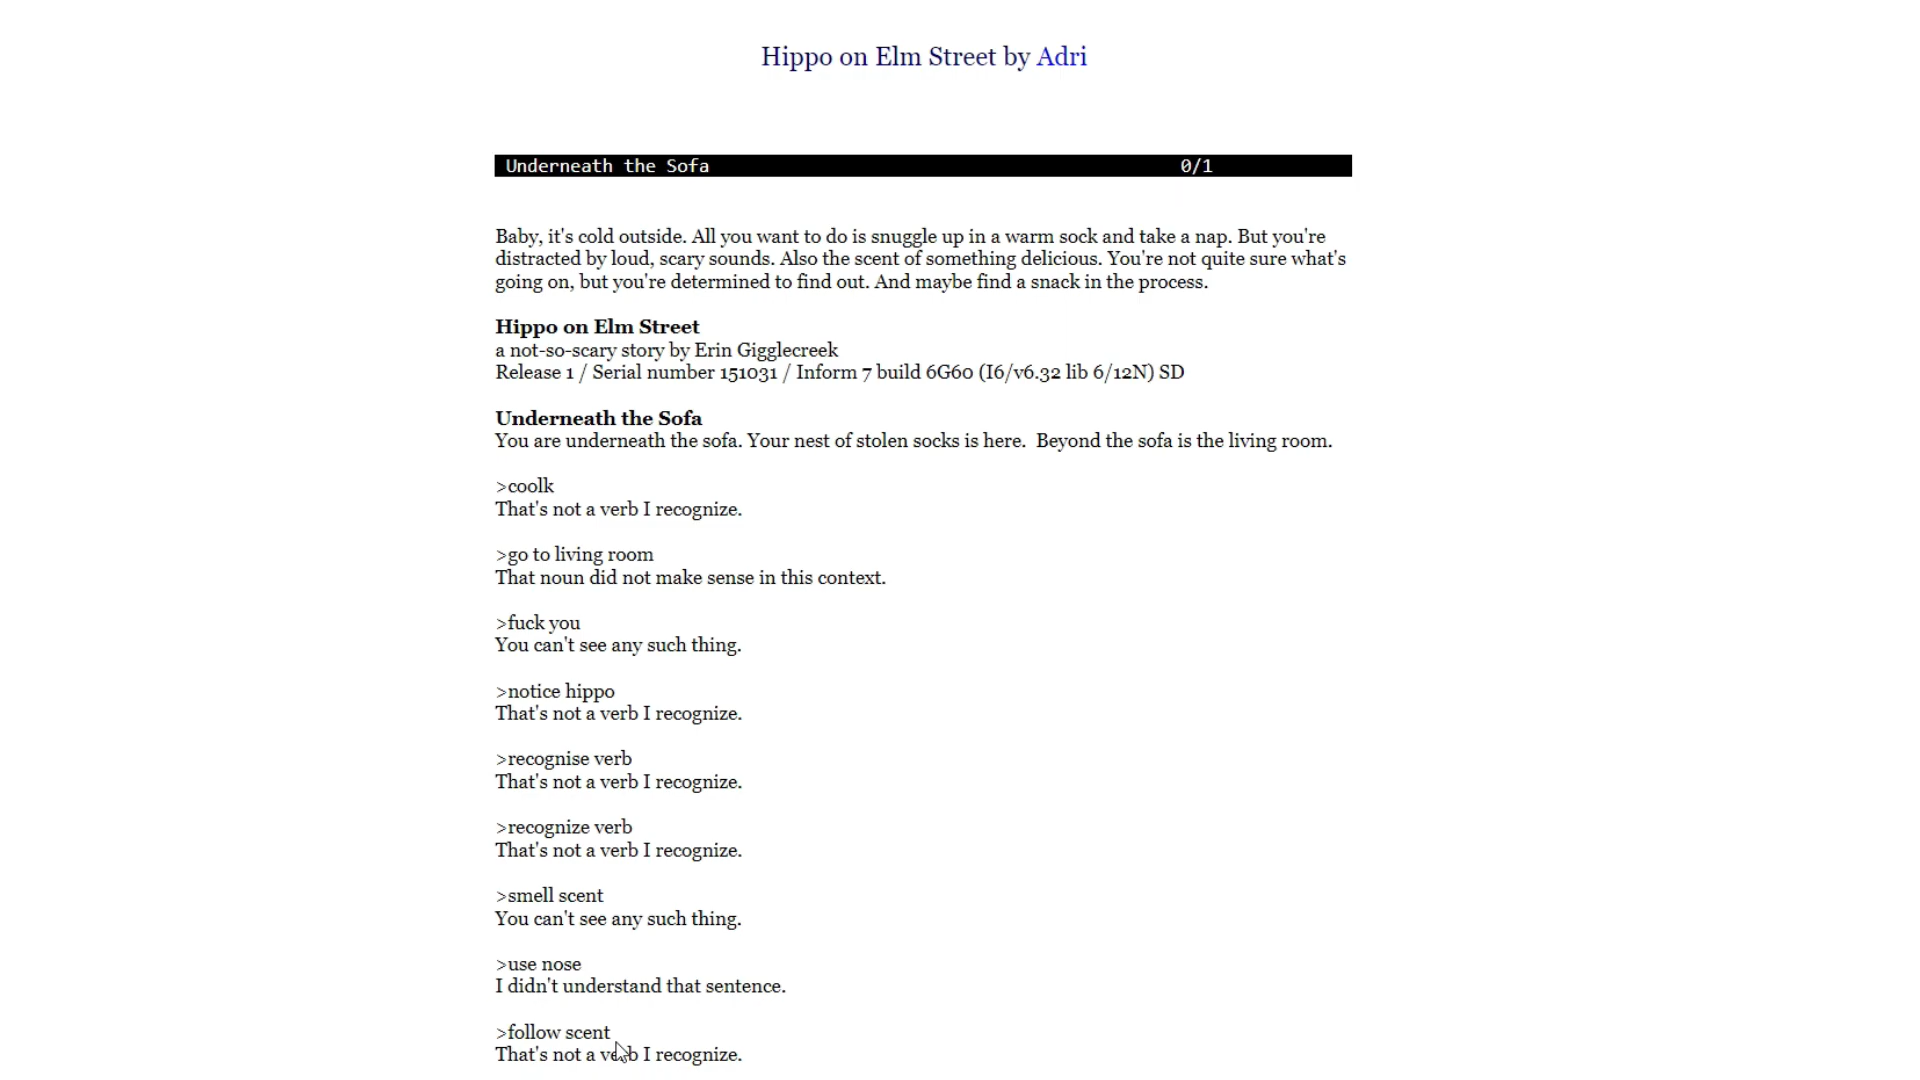 Hippo on Elm Street by Adri
Underneath the Sofa 0/1
Baby, it's cold outside. All you want to do is snuggle up in a warm sock and take a nap. But you're
distracted by loud, scary sounds. Also the scent of something delicious. You're not quite sure what's
going on, but you're determined to find out. And maybe find a snack in the process.
Hippo on Elm Street
a not-so-scary story by Erin Gigglecreek
Release 1 / Serial number 151031 / Inform 7 build 6G60 (I6/v6.32 lib 6/12N) SD
Underneath the Sofa
You are underneath the sofa. Your nest of stolen socks is here.  Beyond the sofa is the living room.
>coolk
That's not a verb I recognize.
>go to living room
That noun did not make sense in this context.
>fuck you
You can't see any such thing.
>notice hippo
That's not a verb I recognize.
>recognise verb
That's not a verb I recognize.
>recognize verb
That's not a verb I recognize.
>smell scent
You can't see any such thing.
>use nose
I didn't understand that sentence.
>follow scent
That's not a verb I recognize.